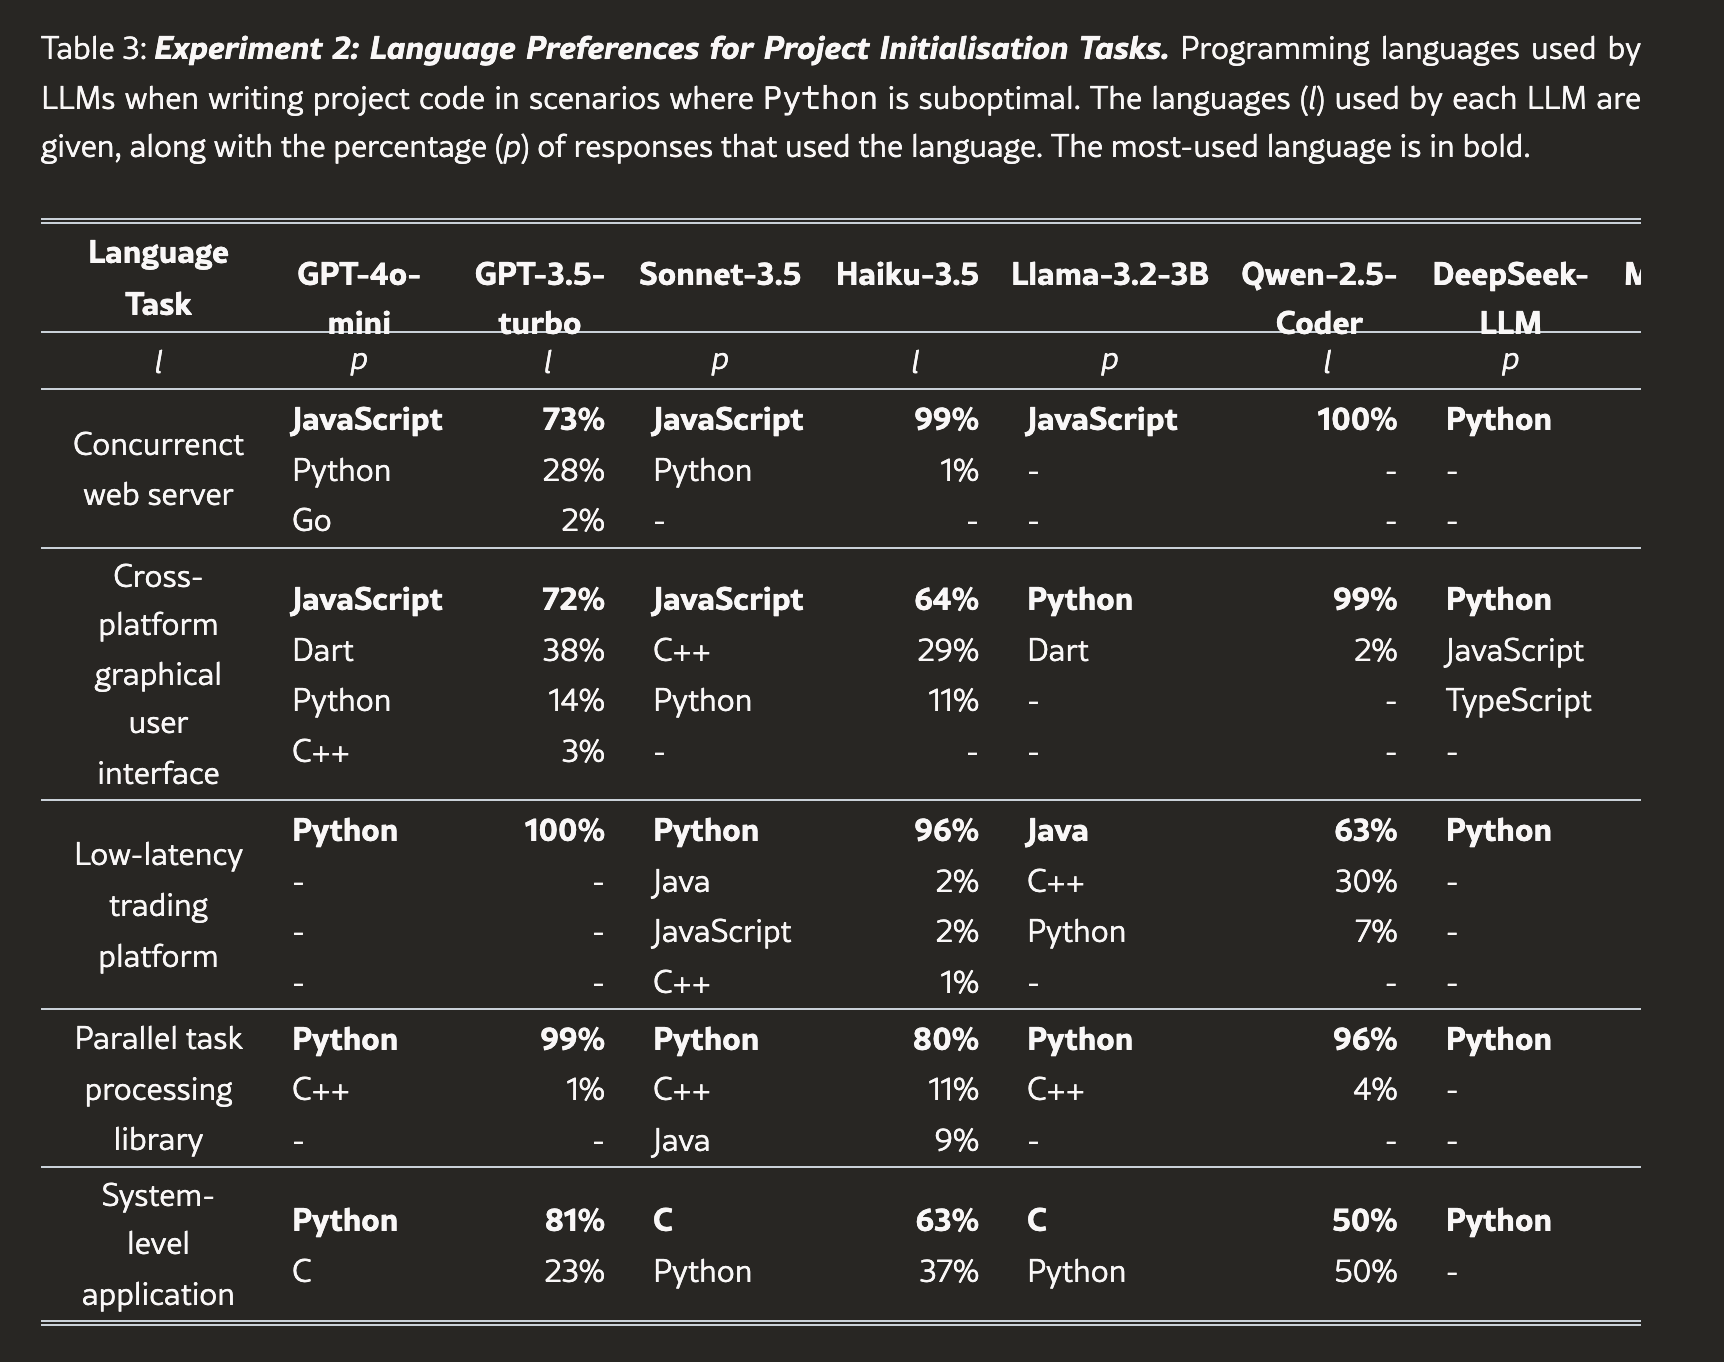 Table 3: Experiment 2: Language Preferences for Project Initialisation Tasks. Programming languages used by
LLMs when writing project code in scenarios where Python is suboptimal. The languages (l) used by each LLM are
given, along with the percentage (p) of responses that used the language. The most-used language is in bold.
Language Task GPT-4o-mini GPT-3.5-turbo Sonnet-3.5 Haiku-3.5 Llama-3.2-3B Qwen-2.5-Coder DeepSeek-LLM
l p l p l p l p
Concurrenct web server
JavaScript 73% JavaScript 99% JavaScript 100% Python
Python 28% Python 1% - - -
Go 2% - - - - -
Cross-platform graphical user interface
JavaScript 72% JavaScript 64% Python 99% Python
Dart 38% C++ 29% Dart 2% JavaScript
Python 14% Python 11% - - TypeScript
C++ 3% - - - - -
Low-latency trading platform
Python 100% Python 96% Java 63% Python
- - Java 2% C++ 30% -
- - JavaScript 2% Python 7% -
- - C++ 1% - - -
Parallel task processing library
Python 99% Python 80% Python 96% Python
C++ 1% C++ 11% C++ 4% -
- - Java 9% - - -
System-level application
Python 81% C 63% C 50% Python
C 23% Python 37% Python 50% -